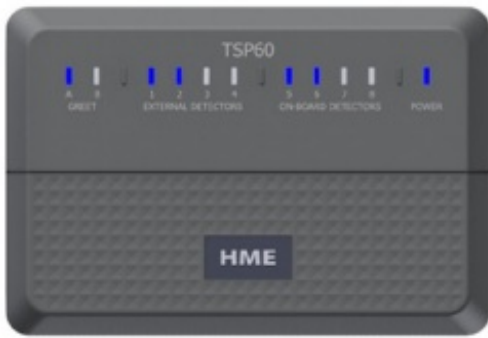 TSP60
A B 1 2 3 4 5 6 7 8
GREET EXTERNAL DETECTORS ON-BOARD DETECTORS POWER
HME